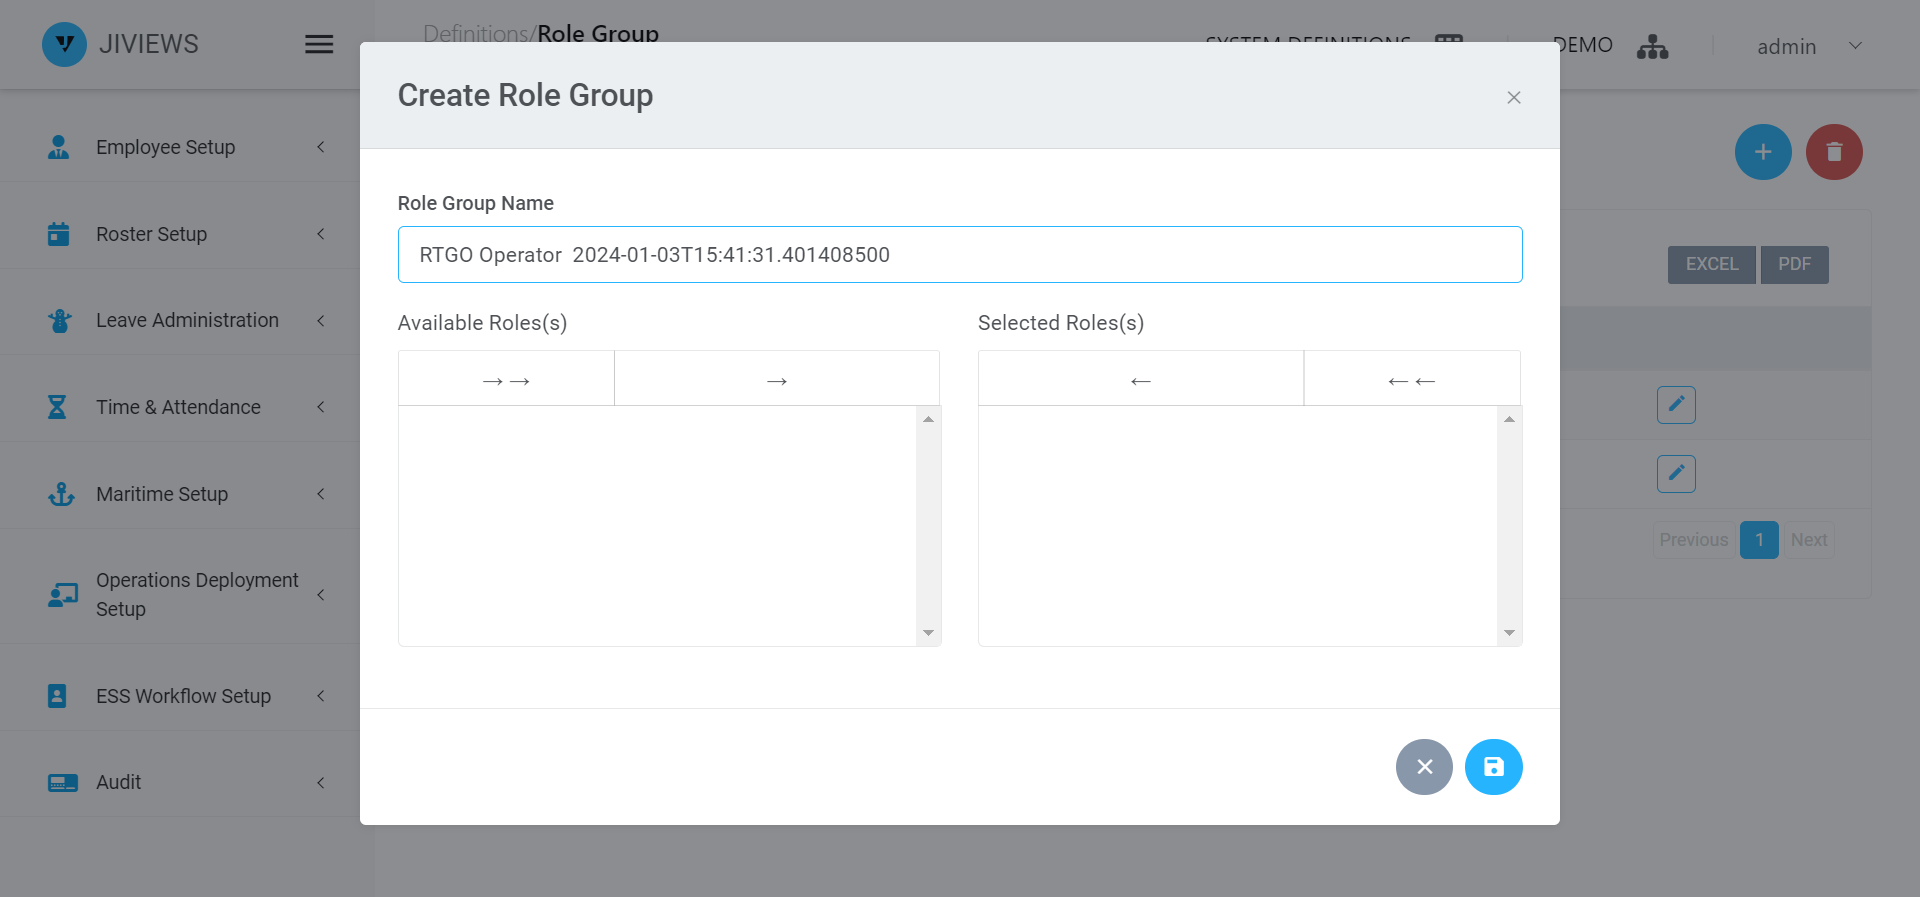 JIVIEWS
Definitions/Role Group
SYSTEM DEFINITIONS
DEMO
admin
Employee Setup
Roster Setup
Leave Administration
Time & Attendance
Maritime Setup
Operations Deployment
Setup
ESS Workflow Setup
Audit
Create Role Group
×
Role Group Name
RTGO Operator  2024-01-03T15:41:31.401408500
Available Roles(s)
Selected Roles(s)
→→
→
←
←←
EXCEL
PDF
Previous
1
Next